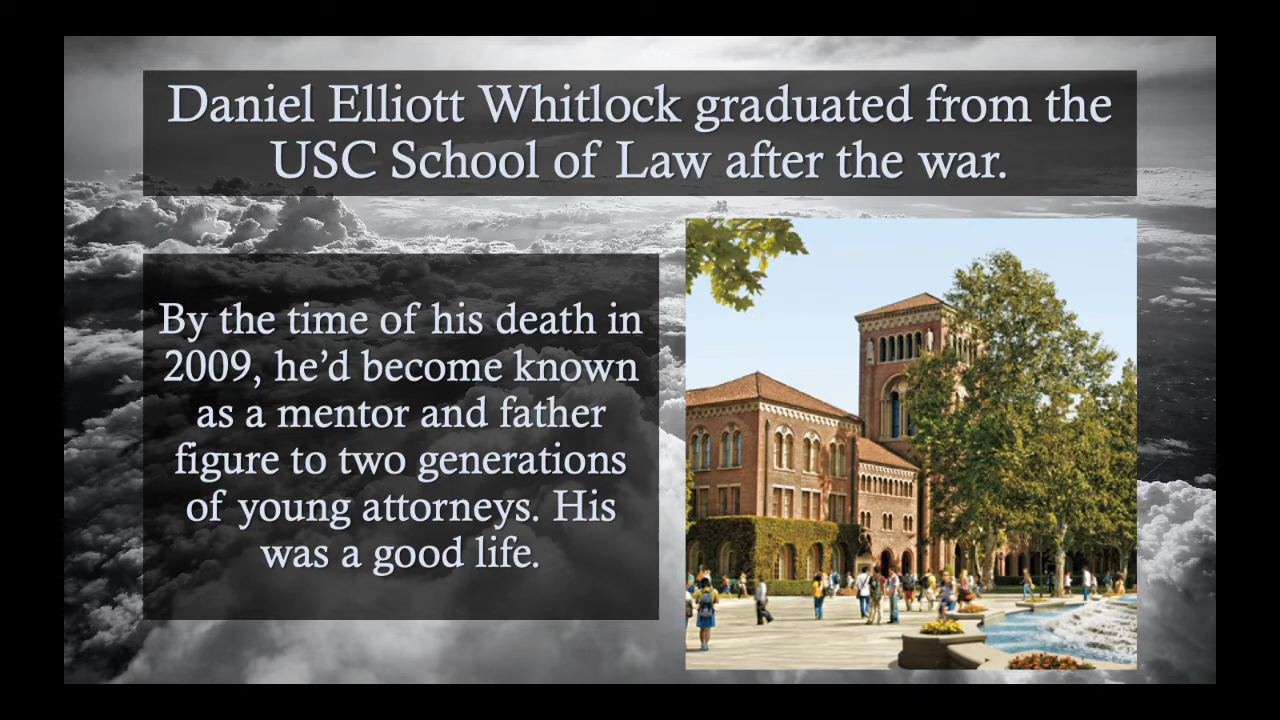 Daniel Elliott Whitlock graduated from the
USC School of Law after the war.
By the time of his death in
2009, he’d become known
as a mentor and father
figure to two generations
of young attorneys. His
was a good life.